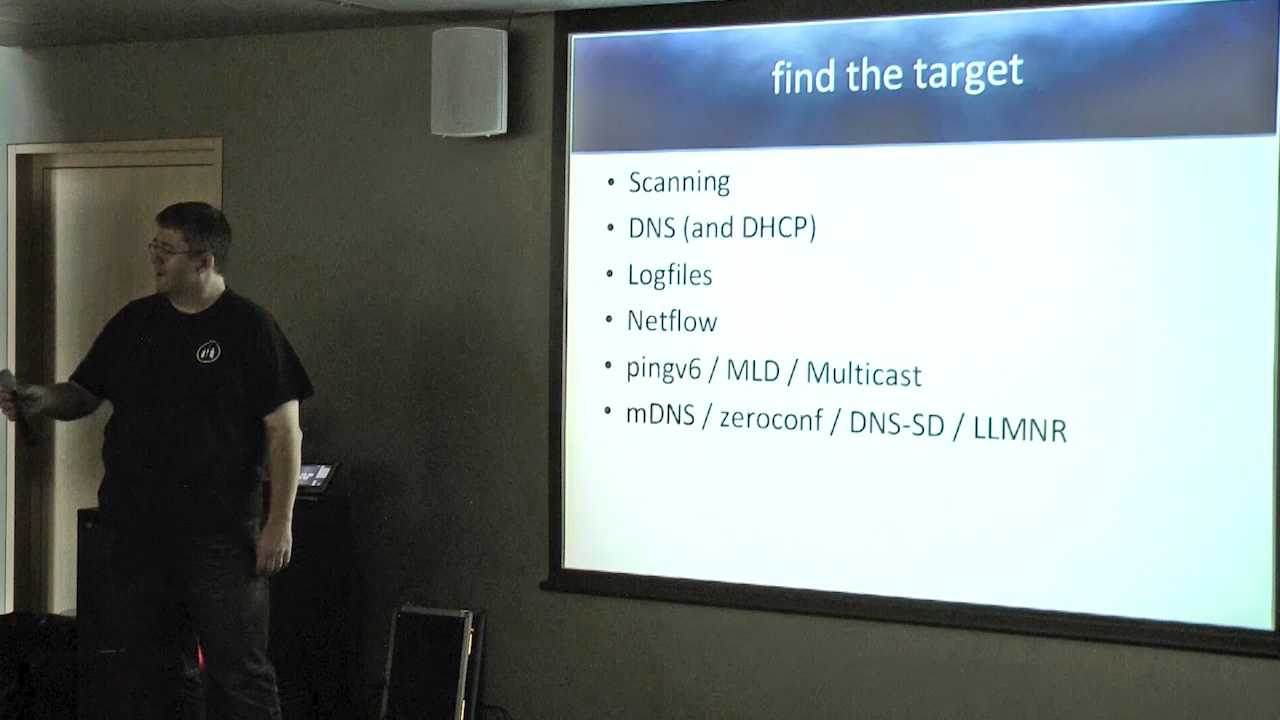 find the target
• Scanning
• DNS (and DHCP)
• Logfiles
• Netflow
• pingv6 / MLD / Multicast
• mDNS / zeroconf / DNS-SD / LLMNR